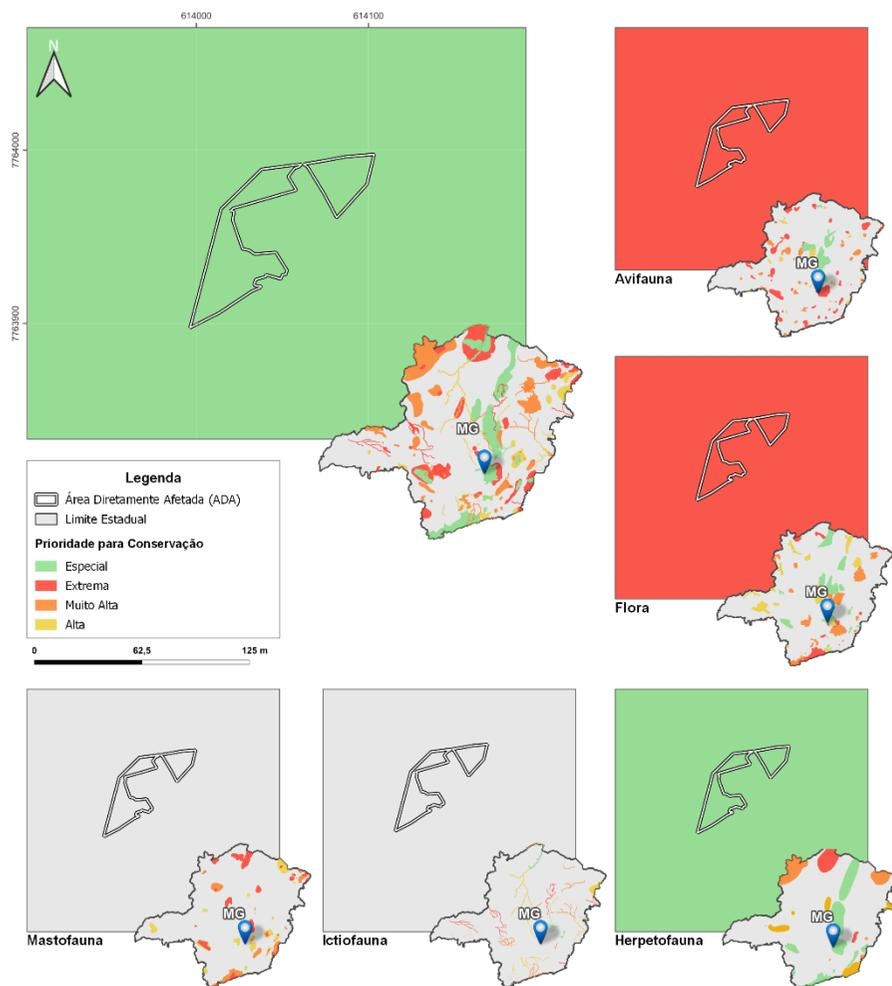 614000 614100
N
7764000
7763900
MG
Legenda
Área Diretamente Afetada (ADA)
Limite Estadual
Prioridade para Conservação
Especial
Extrema
Muito Alta
Alta
0 62,5 125 m
MG
Avifauna
MG
Flora
MG
Mastofauna
MG
Ictiofauna
MG
Herpetofauna